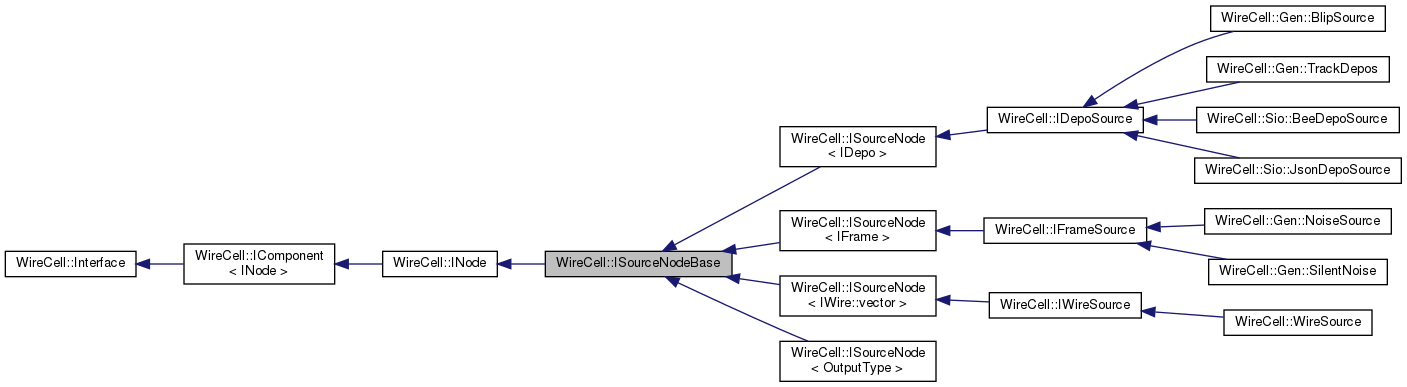 WireCell::Interface
WireCell::IComponent
< INode >
WireCell::INode
WireCell::ISourceNodeBase
WireCell::ISourceNode
< IDepo >
WireCell::ISourceNode
< IFrame >
WireCell::ISourceNode
< IWire::vector >
WireCell::ISourceNode
< OutputType >
WireCell::IDepoSource
WireCell::IFrameSource
WireCell::IWireSource
WireCell::Gen::BlipSource
WireCell::Gen::TrackDepos
WireCell::Sio::BeeDepoSource
WireCell::Sio::JsonDepoSource
WireCell::Gen::NoiseSource
WireCell::Gen::SilentNoise
WireCell::WireSource